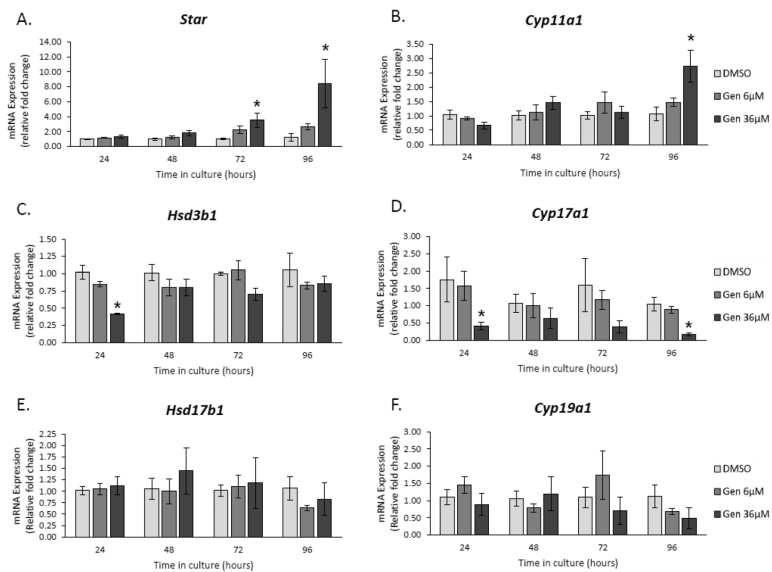 A.
Star
mRNA Expression
(relative fold change)
14.00
12.00
10.00
8.00
6.00
4.00
2.00
0.00
*
*
24 48 72 96
Time in culture (hours)
B.
Cyp11a1
mRNA Expression
(relative fold change)
3.50
3.00
2.50
2.00
1.50
1.00
0.50
0.00
*
24 48 72 96
Time in culture (hours)
DMSO
Gen 6µM
Gen 36µM
C.
Hsd3b1
mRNA Expression
(relative fold change)
1.50
1.25
1.00
0.75
0.50
0.25
0.00
*
24 48 72 96
Time in culture (hours)
D.
Cyp17a1
mRNA Expression
(relative fold change)
2.50
2.00
1.50
1.00
0.50
0.00
*
*
24 48 72 96
Time in culture (hours)
DMSO
Gen 6µM
Gen 36µM
E.
Hsd17b1
mRNA Expression
(Relative fold change)
2.25
2.00
1.75
1.50
1.25
1.00
0.75
0.50
0.25
0.00
24 48 72 96
Time in culture (hours)
F.
Cyp19a1
mRNA Expression
(Relative fold change)
3.00
2.50
2.00
1.50
1.00
0.50
0.00
24 48 72 96
Time in culture (hours)
DMSO
Gen 6µM
Gen 36µM